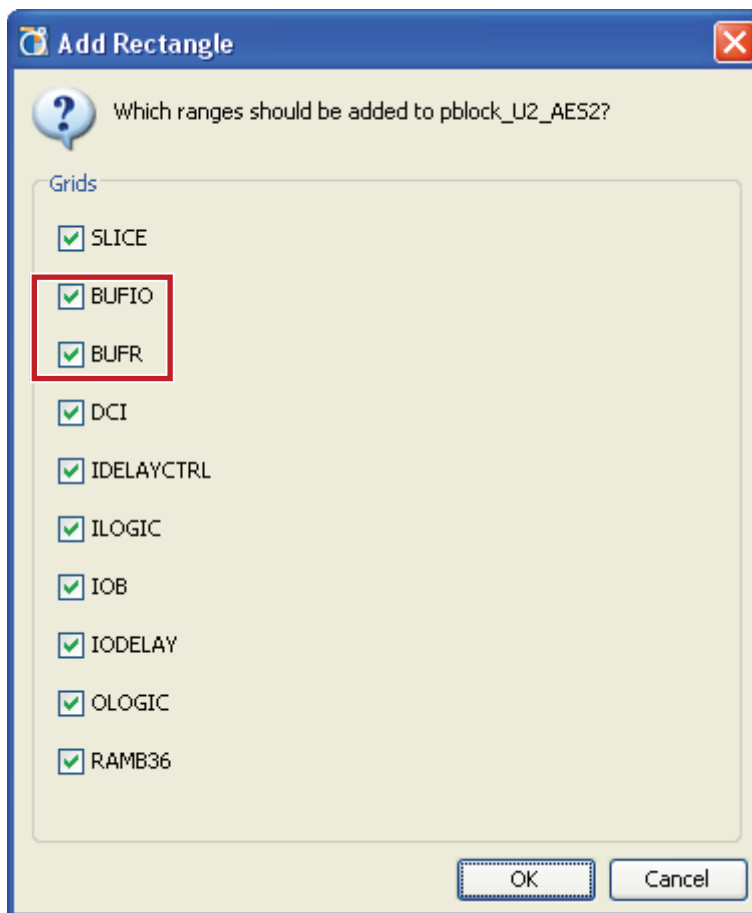 Add Rectangle
Which ranges should be added to pblock_U2_AES2?
Grids
SLICE
BUFIO
BUFR
DCI
IDELAYCTRL
ILOGIC
IOB
IODELAY
OLOGIC
RAMB36
OK Cancel